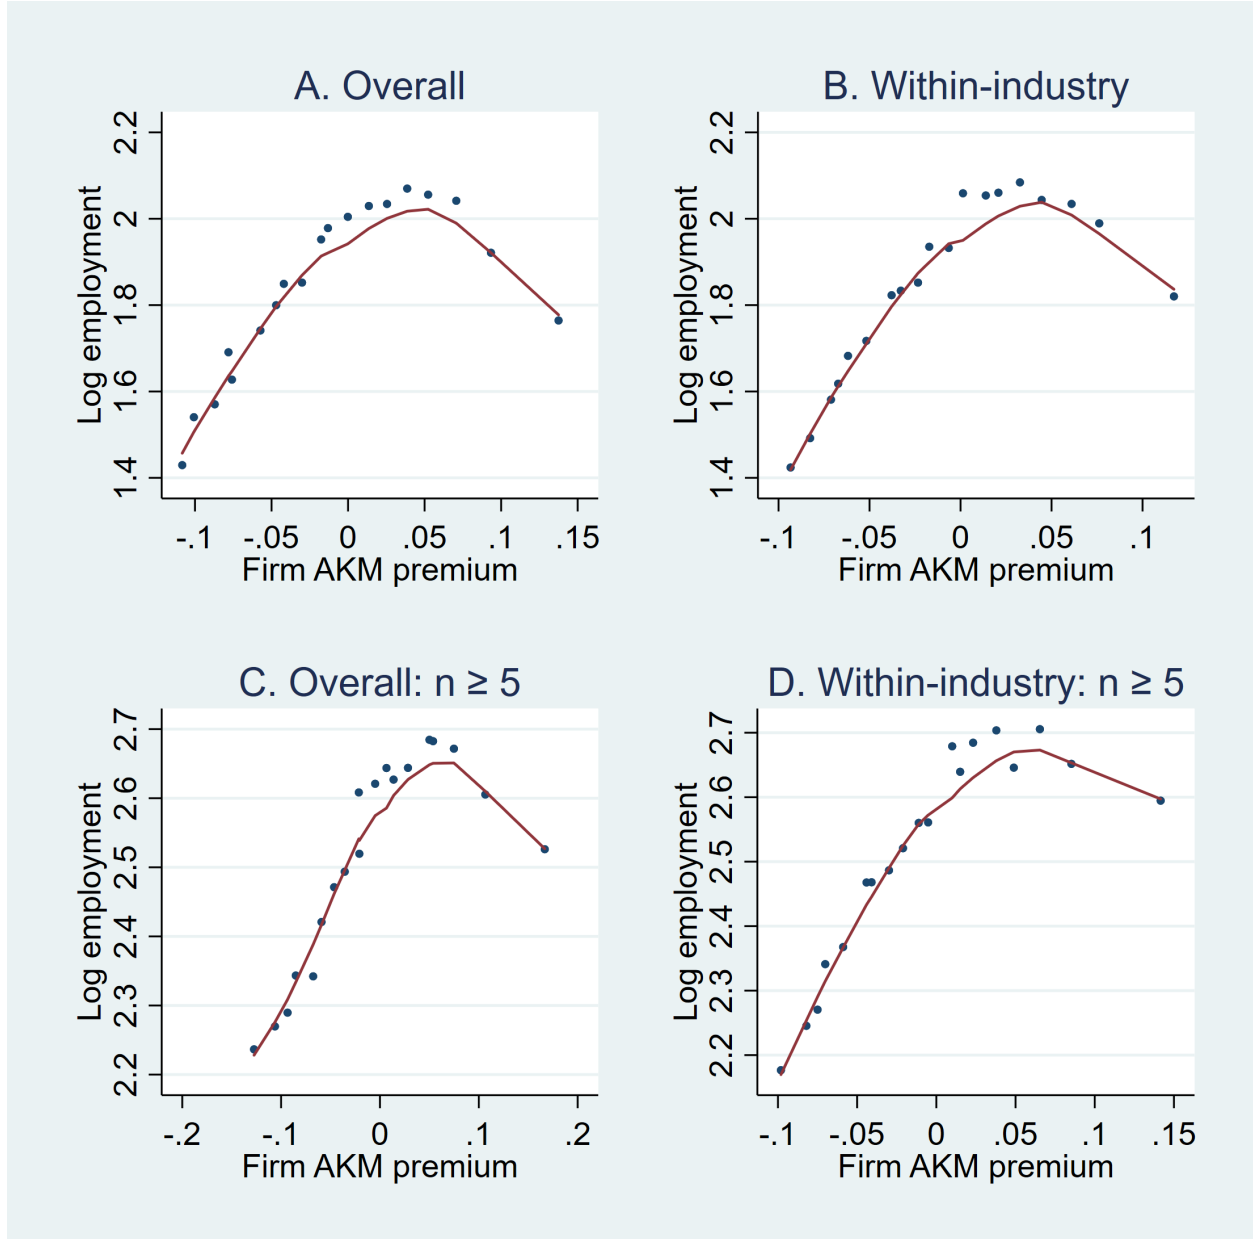 A. Overall
Log employment
2.2
2
1.8
1.6
1.4
-.1 -.05 0 .05 .1 .15
Firm AKM premium
B. Within-industry
Log employment
2.2
2
1.8
1.6
1.4
-.1 -.05 0 .05 .1
Firm AKM premium
C. Overall: n ≥ 5
Log employment
2.7
2.6
2.5
2.4
2.3
2.2
-.2 -.1 0 .1 .2
Firm AKM premium
D. Within-industry: n ≥ 5
Log employment
2.7
2.6
2.5
2.4
2.3
2.2
-.1 -.05 0 .05 .1 .15
Firm AKM premium